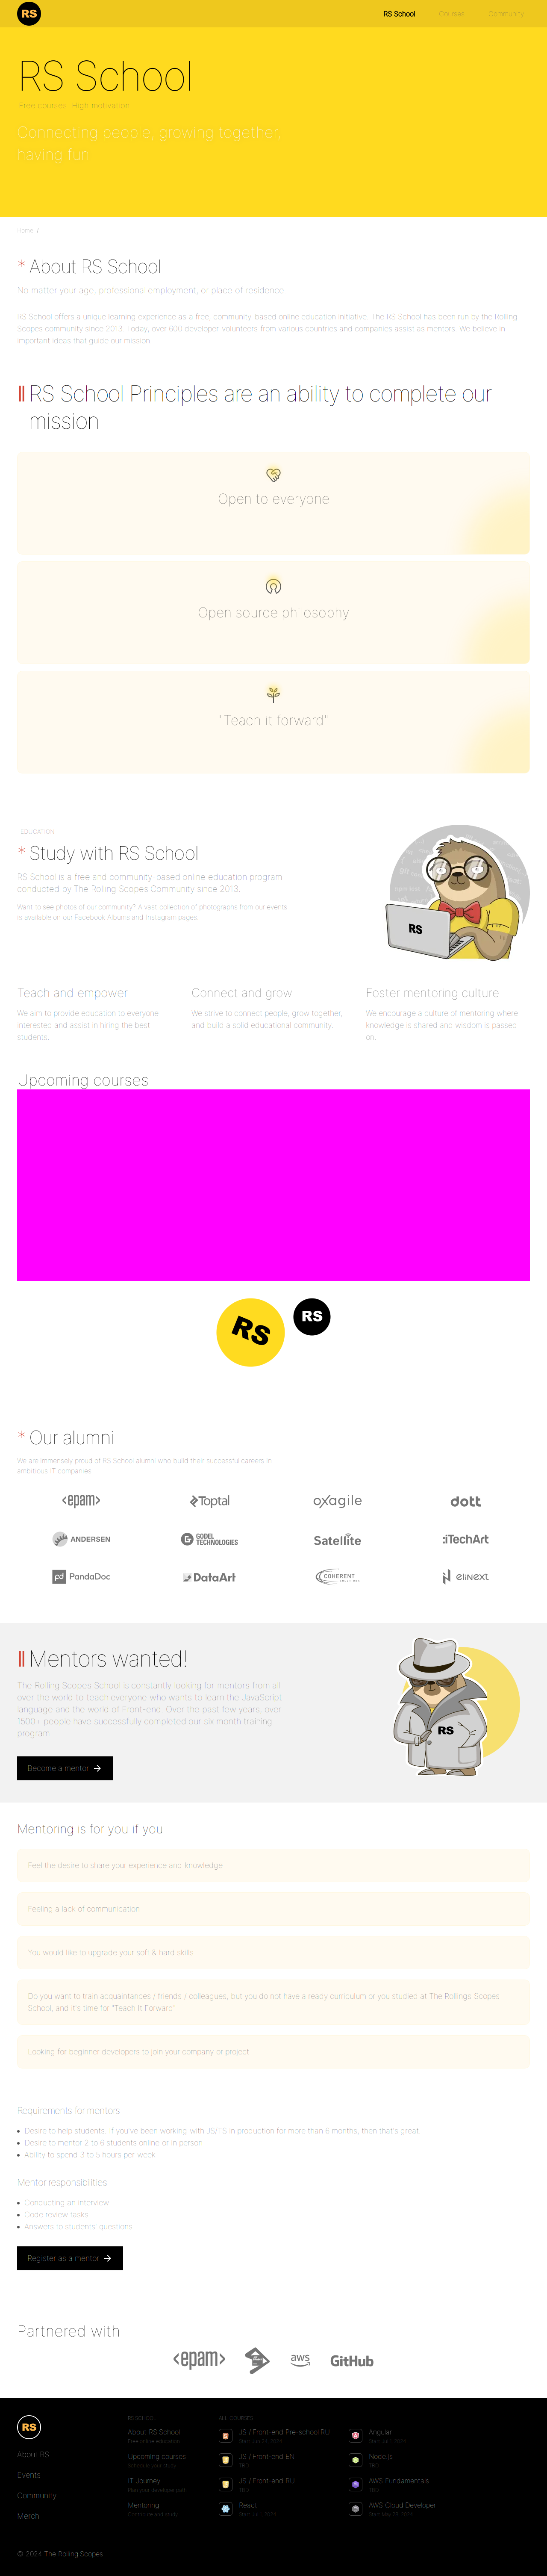 RS
RS School
Courses
Community
RS School
Free courses. High motivation.
Connecting people, growing together,
having fun
Home /
* About RS School
No matter your age, professional employment, or place of residence.
RS School offers a unique learning experience as a free, community-based online education initiative. The RS School has been run by the Rolling
Scopes community since 2013. Today, over 600 developer-volunteers from various countries and companies assist as mentors. We believe in
important ideas that guide our mission.
RS School Principles are an ability to complete our
mission
Open to everyone
Open source philosophy
"Teach it forward"
EDUCATION
* Study with RS School
RS School is a free and community-based online education program
conducted by The Rolling Scopes Community since 2013.
Want to see photos of our community? A vast collection of photographs from our events
is available on our Facebook Albums and Instagram pages.
RS
Teach and empower
We aim to provide education to everyone
interested and assist in hiring the best
students.
Connect and grow
We strive to connect people, grow together,
and build a solid educational community.
Foster mentoring culture
We encourage a culture of mentoring where
knowledge is shared and wisdom is passed
on.
Upcoming courses
RS
RS
* Our alumni
We are immensely proud of RS School alumni who build their successful careers in
ambitious IT companies
<epam>
Toptal
oxagile
dott
ANDERSEN
GODEL
TECHNOLOGIES
Satellite
iTechArt
pd PandaDoc
DataArt
COHERENT
SOLUTIONS
elinext
Mentors wanted!
The Rolling Scopes School is constantly looking for mentors from all
over the world to teach everyone who wants to learn the JavaScript
language and the world of Front-end. Over the past few years, over
1500+ people have successfully completed our six month training
program.
Become a mentor →
RS
Mentoring is for you if you
Feel the desire to share your experience and knowledge
Feeling a lack of communication
You would like to upgrade your soft & hard skills
Do you want to train acquaintances / friends / colleagues, but you do not have a ready curriculum or you studied at The Rollings Scopes
School, and it's time for "Teach It Forward"
Looking for beginner developers to join your company or project
Requirements for mentors
• Desire to help students. If you've been working with JS/TS in production for more than 6 months, then that's great.
• Desire to mentor 2 to 6 students online or in person
• Ability to spend 3 to 5 hours per week
Mentor responsibilities
• Conducting an interview
• Code review tasks
• Answers to students' questions
Register as a mentor →
Partnered with
<epam>
aws
GitHub
RS
About RS
Events
Community
Merch
RS SCHOOL
About RS School
Free online education
Upcoming courses
Schedule your study
IT Journey
Plan your developer path
Mentoring
Contribute and study
ALL COURSES
JS / Front-end Pre-school RU
JS / Front-end EN
TBD
JS / Front-end RU
TBD
React
Angular
Node.js
TBD
AWS Fundamentals
TBD
AWS Cloud Developer
© 2024 The Rolling Scopes